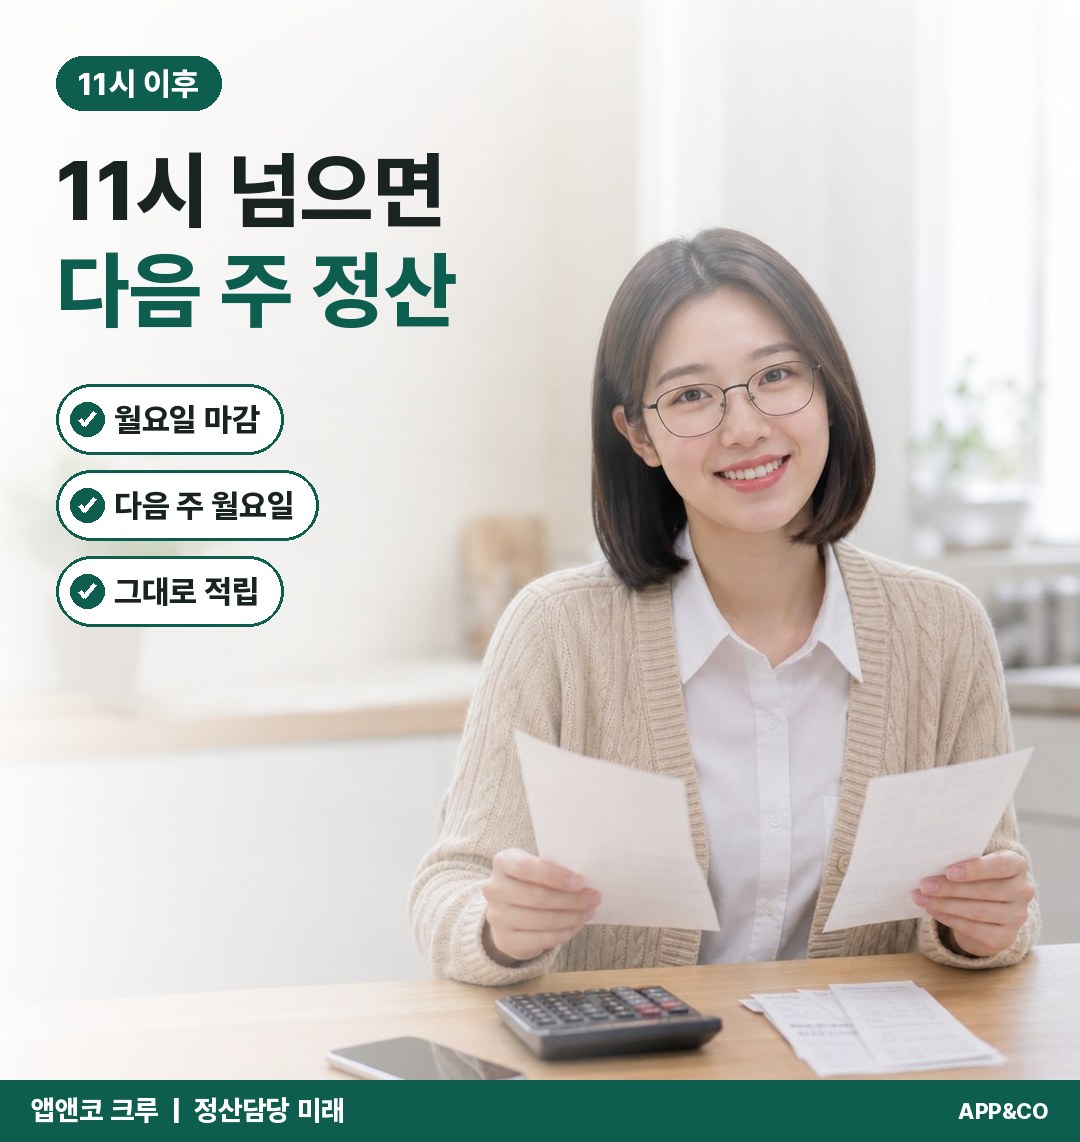 11시 이후
11시 넘으면
다음 주 정산
월요일 마감
다음 주 월요일
그대로 적립
앱앤코 크루 | 정산담당 미래
APP&CO